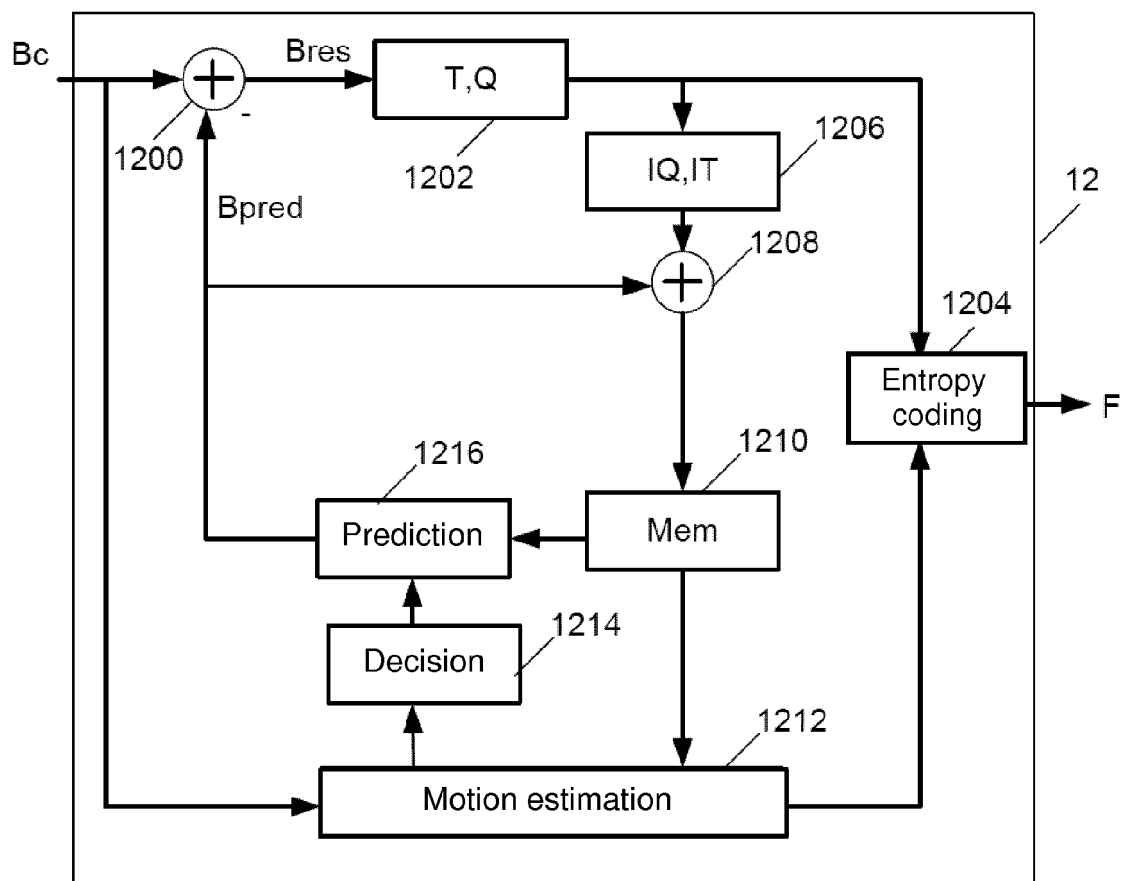 Bc
Bres
T,Q
1206
1200
1202
IQ,IT
12
Bpred
1208
1204
Entropy
coding
F
1216
1210
Prediction
Mem
1214
Decision
1212
Motion estimation